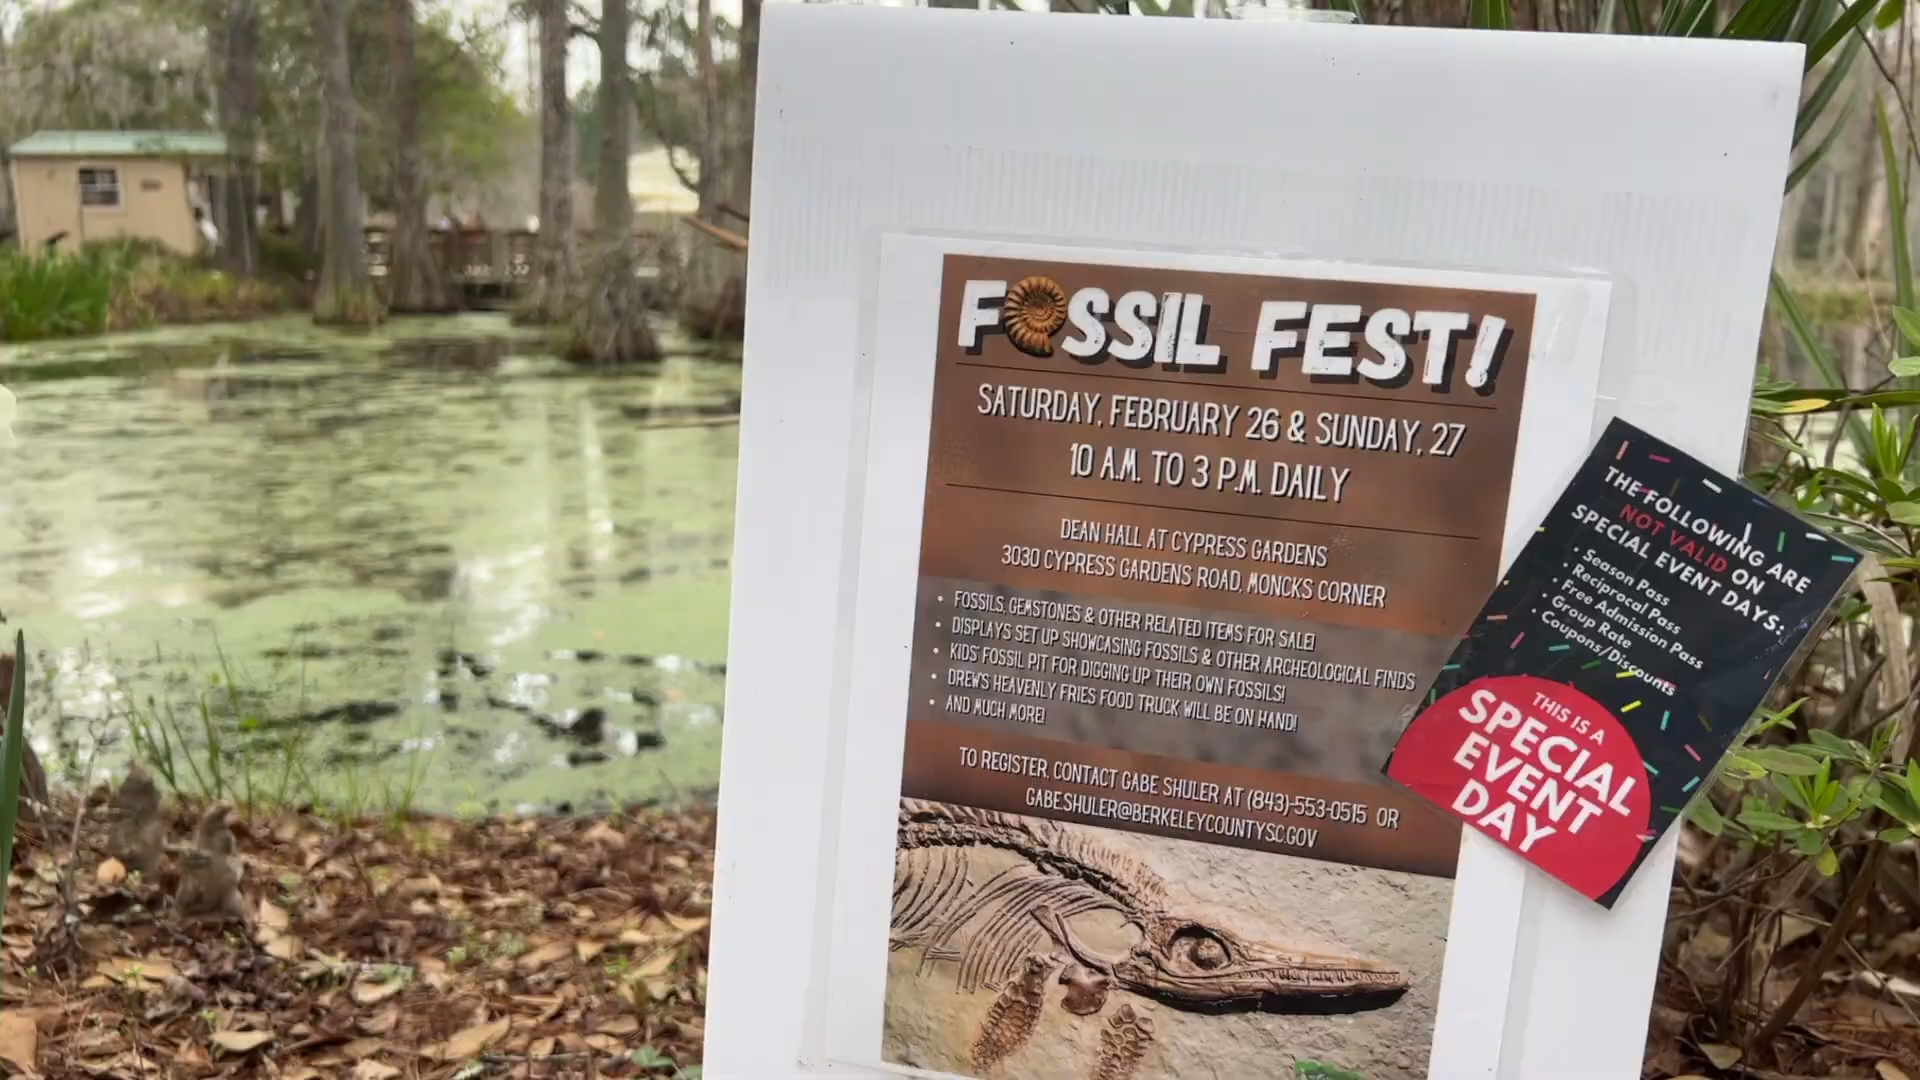 FOSSIL FEST!
SATURDAY, FEBRUARY 26 & SUNDAY, 27
10 A.M. TO 3 P.M. DAILY
DEAN HALL AT CYPRESS GARDENS
3030 CYPRESS GARDENS ROAD, MONCKS CORNER
• FOSSILS, GEMSTONES & OTHER RELATED ITEMS FOR SALE!
• DISPLAYS SET UP SHOWCASING FOSSILS & OTHER ARCHEOLOGICAL FINDS
• KIDS' FOSSIL PIT FOR DIGGING UP THEIR OWN FOSSILS!
• DREWS HEAVENLY FRIES FOOD TRUCK WILL BE ON HAND!
• AND MUCH MORE!
TO REGISTER, CONTACT GABE SHULER AT (843)-553-0515 OR
GABE.SHULER@BERKELEYCOUNTYSC.GOV
THE FOLLOWING ARE
NOT VALID ON
SPECIAL EVENT DAYS:
• Season Pass
• Reciprocal Pass
• Free Admission Pass
• Group Rate
• Coupons/Discounts
THIS IS A
SPECIAL
EVENT
DAY